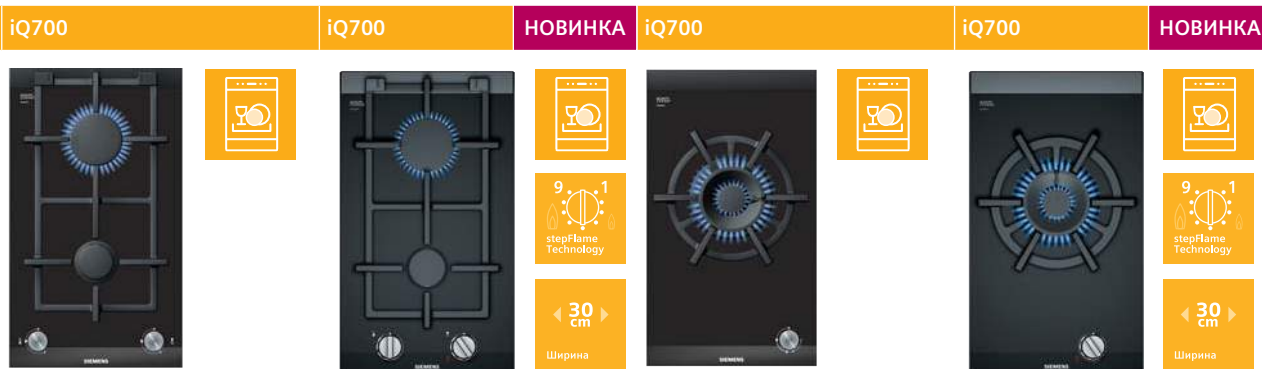 iQ700
iQ700
НОВИНКА
iQ700
iQ700
НОВИНКА
9 1
stepFlame
Technology
30
cm
Ширина
SIEMENS
SIEMENS
SIEMENS
SIEMENS
9 1
stepFlame
Technology
30
cm
Ширина